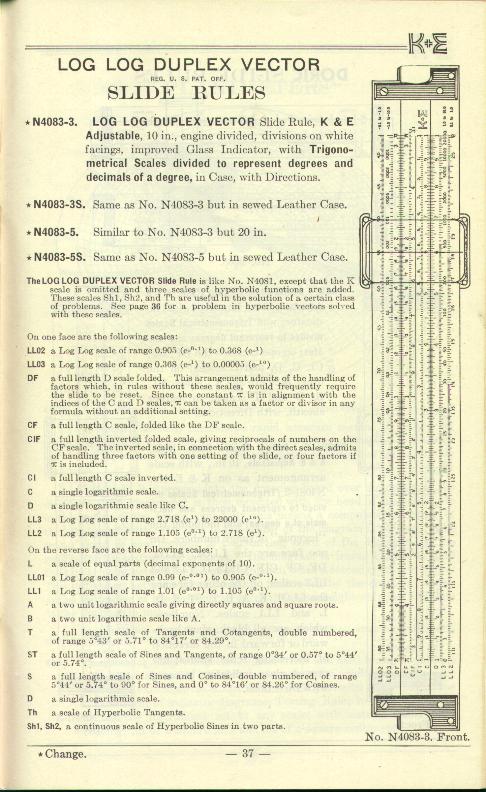 K+E
LOG LOG DUPLEX VECTOR
REG. U. S. PAT. OFF.
SLIDE RULES
★N4083-3. LOG LOG DUPLEX VECTOR Slide Rule, K & E
Adjustable, 10 in., engine divided, divisions on white
facings, improved Glass Indicator, with Trigono-
metrical Scales divided to represent degrees and
decimals of a degree, in Case, with Directions.
★N4083-3S. Same as No. N4083-3 but in sewed Leather Case.
★N4083-5. Similar to No. N4083-3 but 20 in.
★N4083-5S. Same as No. N4083-5 but in sewed Leather Case.
The LOG LOG DUPLEX VECTOR Slide Rule is like No. N4081, except that the K
scale is omitted and three scales of hyperbolic functions are added.
These scales Sh1, Sh2, and Th are useful in the solution of a certain class
of problems. See page 36 for a problem in hyperbolic vectors solved
with these scales.
On one face are the following scales:
LL02 a Log Log scale of range 0.905 (e-0.1) to 0.368 (e-1)
LL03 a Log Log scale of range 0.368 (e-1) to 0.00005 (e-10)
DF a full length D scale folded. This arrangement admits of the handling of
factors which, in rules without these scales, would frequently require
the slide to be reset. Since the constant π is in alignment with the
indices of the C and D scales, π can be taken as a factor or divisor in any
formula without an additional setting.
CF a full length C scale, folded like the DF scale.
CIF a full length inverted folded scale, giving reciprocals of numbers on the
CF scale. The inverted scale, in connection with the direct scales, admits
of handling three factors with one setting of the slide, or four factors if
π is included.
CI a full length C scale inverted.
C a single logarithmic scale.
D a single logarithmic scale like C.
LL3 a Log Log scale of range 2.718 (e1) to 22000 (e10).
LL2 a Log Log scale of range 1.105 (e0.1) to 2.718 (e1).
On the reverse face are the following scales:
L a scale of equal parts (decimal exponents of 10).
LL01 a Log Log scale of range 0.99 (e-0.01) to 0.905 (e-0.1).
LL1 a Log Log scale of range 1.01 (e0.01) to 1.105 (e0.1).
A a two unit logarithmic scale giving directly squares and square roots.
B a two unit logarithmic scale like A.
T a full length scale of Tangents and Cotangents, double numbered,
of range 5°43′ or 5.71° to 84°17′ or 84.29°.
ST a full length scale of Sines and Tangents, of range 0°34′ or 0.57° to 5°44′
or 5.74°.
S a full length scale of Sines and Cosines, double numbered, of range
5°44′ or 5.74° to 90° for Sines, and 0° to 84°16′ or 84.26° for Cosines.
D a single logarithmic scale.
Th a scale of Hyperbolic Tangents.
Sh1, Sh2, a continuous scale of Hyperbolic Sines in two parts.
No. N4083-3. Front.
★Change.
— 37 —